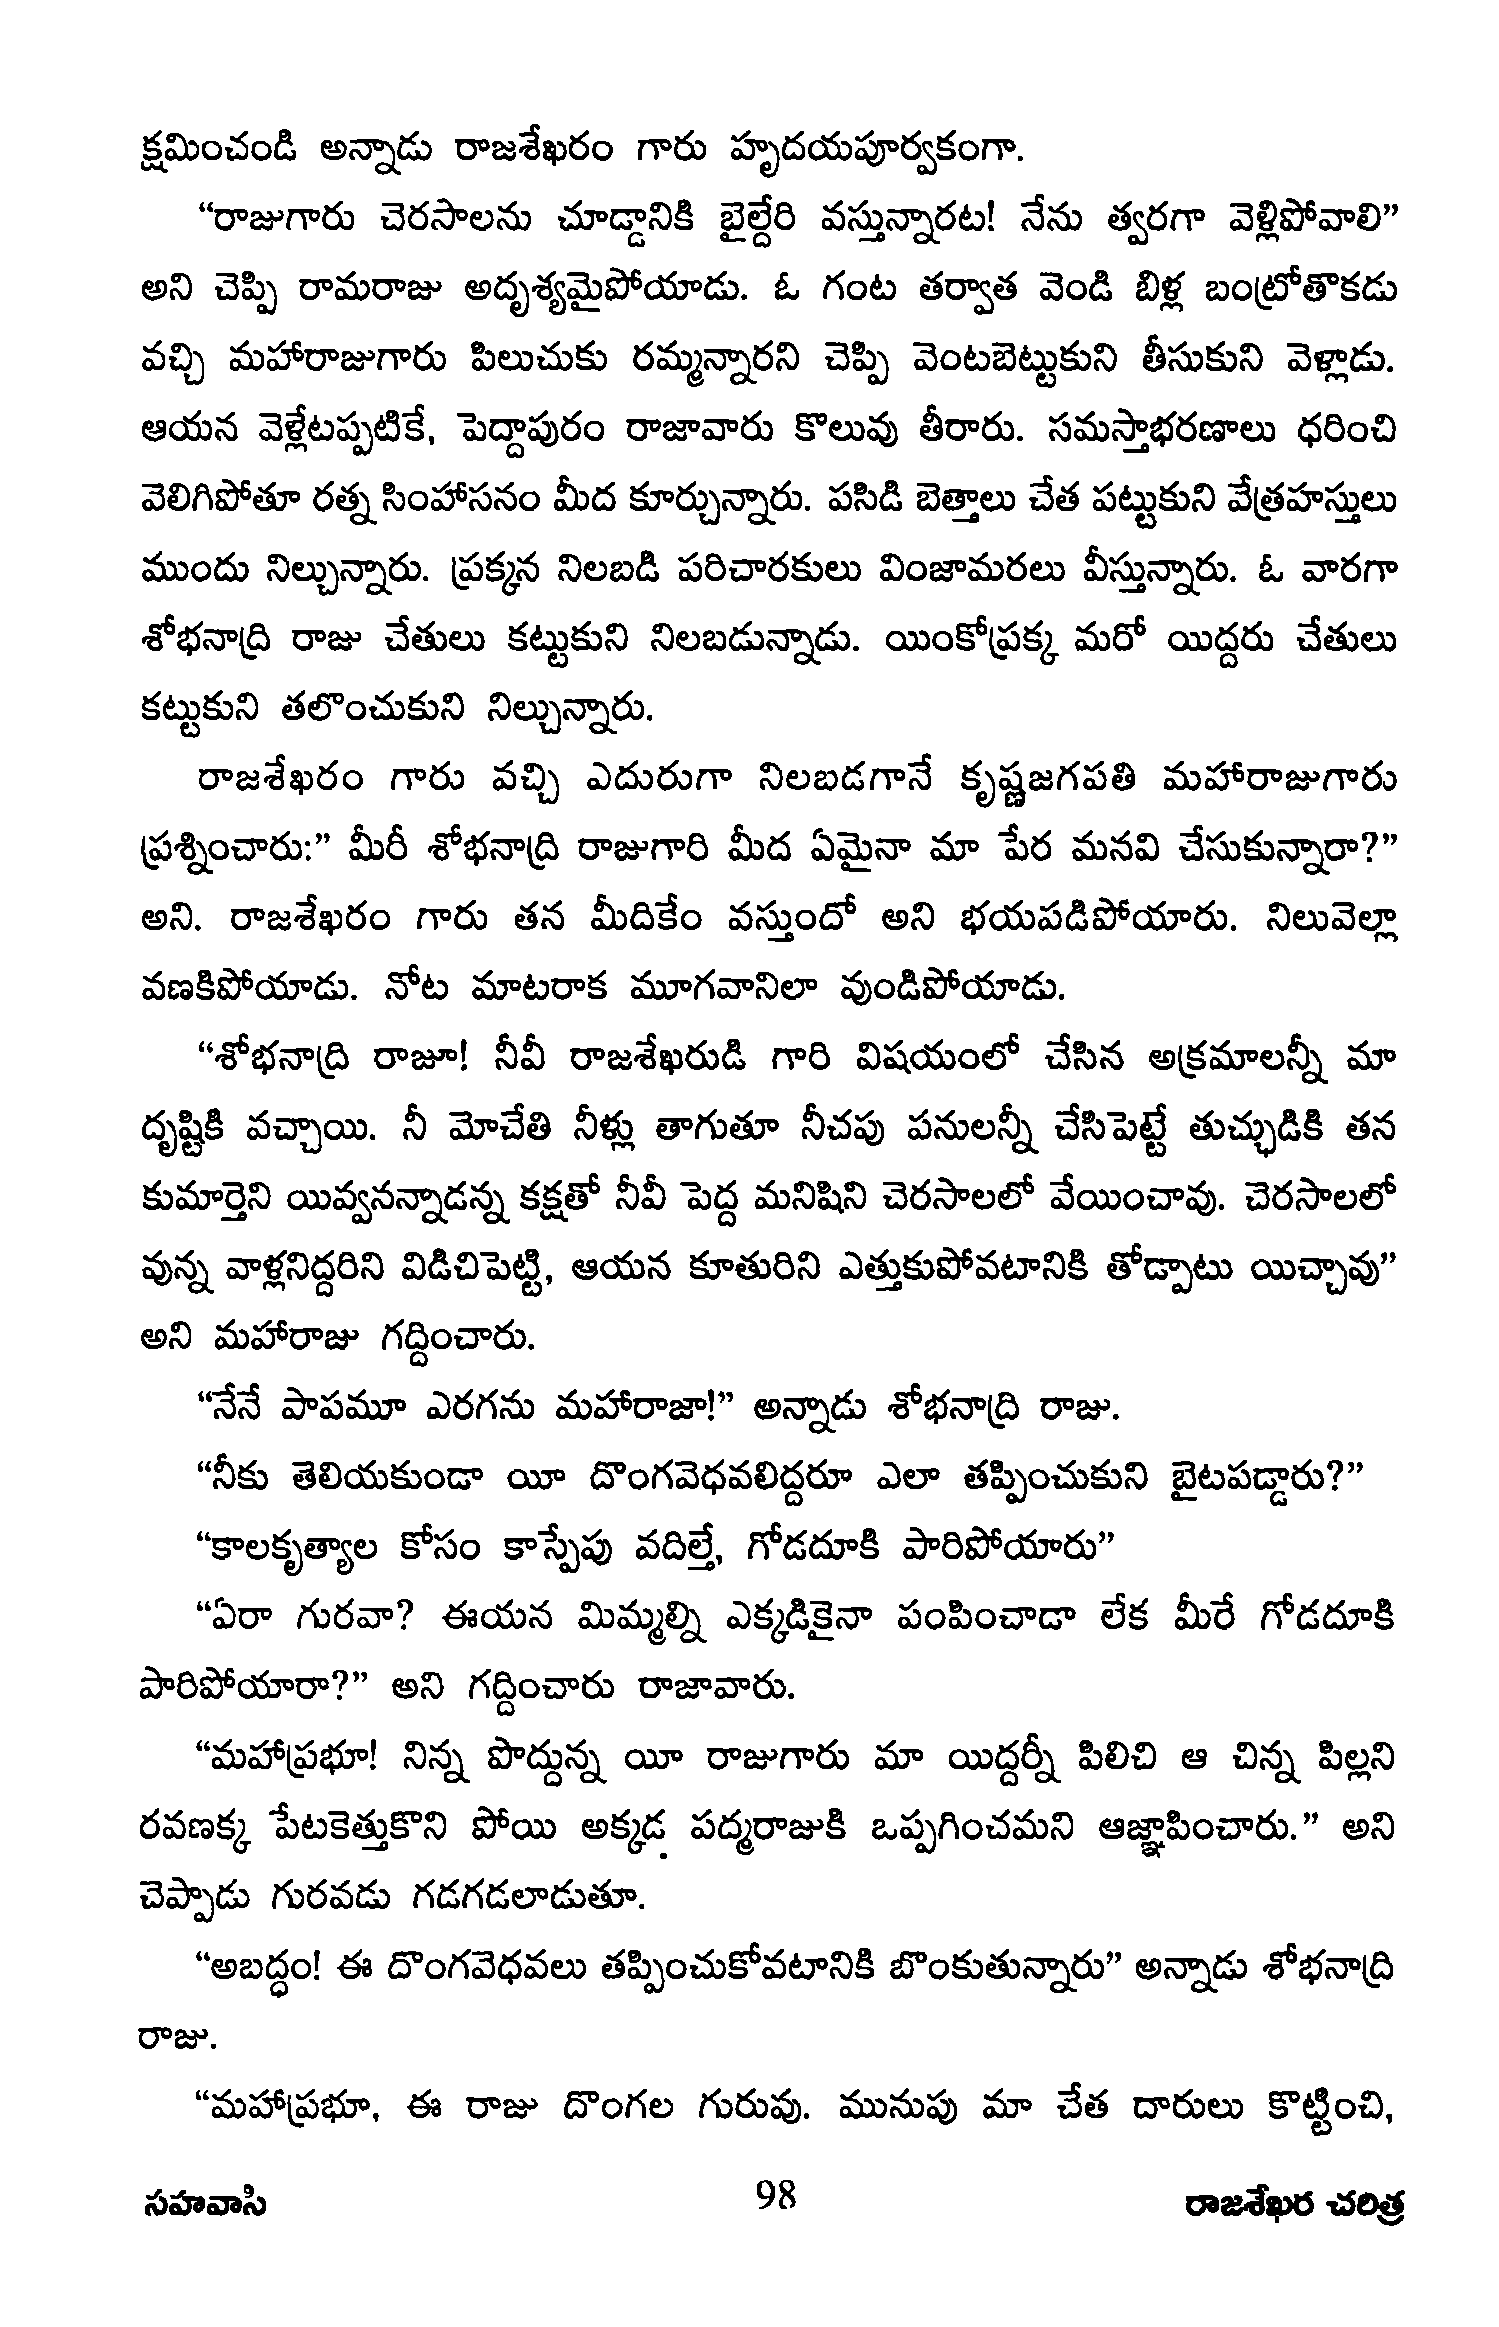 క్షమించండి అన్నాడు రాజశేఖరం గారు హృదయపూర్వకంగా.
“రాజుగారు చెరసాలను చూడ్డానికి బైల్దేరి వస్తున్నారట! నేను త్వరగా వెళ్లిపోవాలి”
అని చెప్పి రామరాజు అదృశ్యమైపోయాడు. ఓ గంట తర్వాత వెండి బిళ్ల బంట్రోతొకడు
వచ్చి మహారాజుగారు పిలుచుకు రమ్మన్నారని చెప్పి వెంటబెట్టుకుని తీసుకుని వెళ్లాడు.
ఆయన వెళ్లేటప్పటికే, పెద్దాపురం రాజావారు కొలువు తీరారు. సమస్తాభరణాలు ధరించి
వెలిగిపోతూ రత్న సింహాసనం మీద కూర్చున్నారు. పసిడి బెత్తాలు చేత పట్టుకుని వేత్రహస్తులు
ముందు నిల్చున్నారు. ప్రక్కన నిలబడి పరిచారకులు వింజామరలు వీస్తున్నారు. ఓ వారగా
శోభనాద్రి రాజు చేతులు కట్టుకుని నిలబడున్నాడు. యింకోప్రక్క మరో యిద్దరు చేతులు
కట్టుకుని తలొంచుకుని నిల్చున్నారు.
రాజశేఖరం గారు వచ్చి ఎదురుగా నిలబడగానే కృష్ణజగపతి మహారాజుగారు
ప్రశ్నించారు:” మీరీ శోభనాద్రి రాజుగారి మీద ఏమైనా మా పేర మనవి చేసుకున్నారా?”
అని. రాజశేఖరం గారు తన మీదికేం వస్తుందో అని భయపడిపోయారు. నిలువెల్లా
వణకిపోయాడు. నోట మాటరాక మూగవానిలా వుండిపోయాడు.
“శోభనాద్రి రాజూ! నీవీ రాజశేఖరుడి గారి విషయంలో చేసిన అక్రమాలన్నీ మా
దృష్టికి వచ్చాయి. నీ మోచేతి నీళ్లు తాగుతూ నీచపు పనులన్నీ చేసిపెట్టే తుచ్ఛుడికి తన
కుమార్తెని యివ్వనన్నాడన్న కక్షతో నీవీ పెద్ద మనిషిని చెరసాలలో వేయించావు. చెరసాలలో
వున్న వాళ్లనిద్దరిని విడిచిపెట్టి, ఆయన కూతురిని ఎత్తుకుపోవటానికి తోడ్పాటు యిచ్చావు”
అని మహారాజు గద్దించారు.
“నేనే పాపమూ ఎరగను మహారాజా!” అన్నాడు శోభనాద్రి రాజు.
“నీకు తెలియకుండా యీ దొంగవెధవలిద్దరూ ఎలా తప్పించుకుని బైటపడ్డారు?”
“కాలకృత్యాల కోసం కాస్సేపు వదిల్తే, గోడదూకి పారిపోయారు”
“ఏరా గురవా? ఈయన మిమ్మల్ని ఎక్కడికైనా పంపించాడా లేక మీరే గోడదూకి
పారిపోయారా?” అని గద్దించారు రాజావారు.
“మహాప్రభూ! నిన్న పొద్దున్న యీ రాజుగారు మా యిద్దర్నీ పిలిచి ఆ చిన్న పిల్లని
రవణక్క పేటకెత్తుకొని పోయి అక్కడ పద్మరాజుకి ఒప్పగించమని ఆజ్ఞాపించారు.” అని
చెప్పాడు గురవడు గడగడలాడుతూ.
“అబద్ధం! ఈ దొంగవెధవలు తప్పించుకోవటానికి బొంకుతున్నారు” అన్నాడు శోభనాద్రి
రాజు.
“మహాప్రభూ, ఈ రాజు దొంగల గురువు. మునుపు మా చేత దారులు కొట్టించి,
సహవాసి 98 రాజశేఖర చరిత్ర